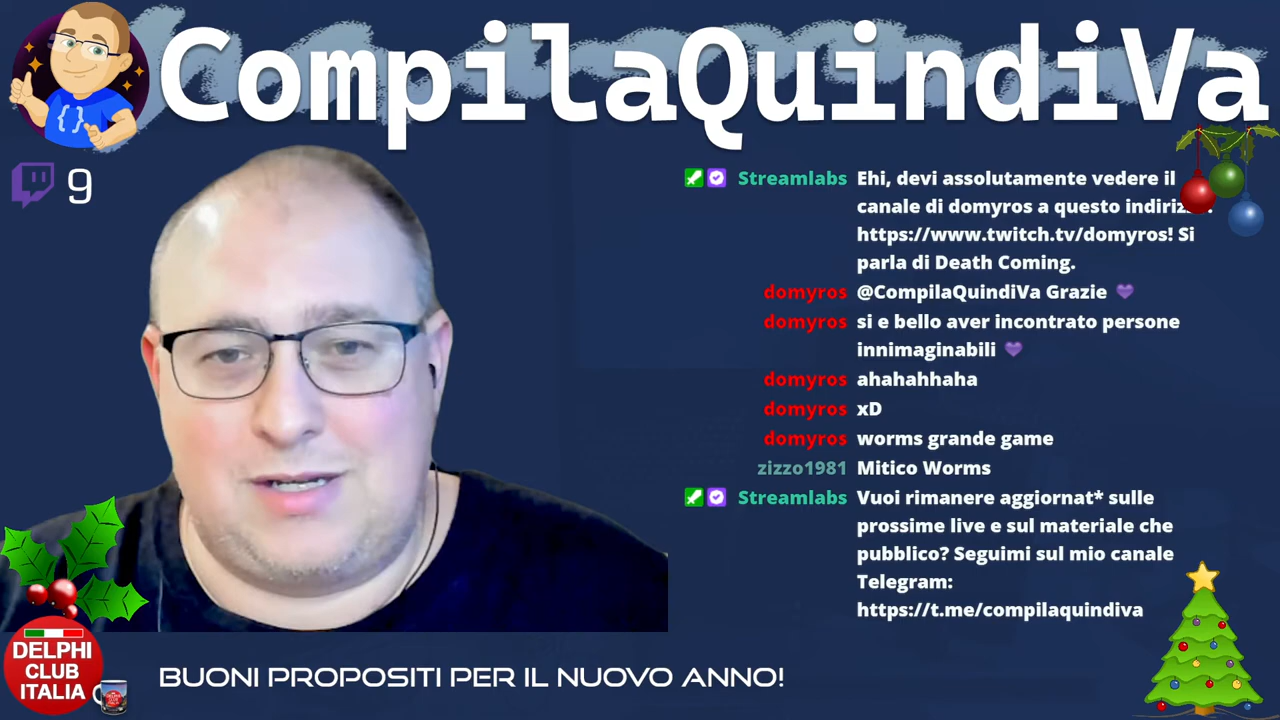 CompilaQuindiVa
{}
9
Streamlabs Ehi, devi assolutamente vedere il
canale di domyros a questo
https://www.twitch.tv/domyros! Si
parla di Death Coming.
domyros @CompilaQuindiVa Grazie 💜
domyros si e bello aver incontrato persone
innimaginabili 💜
domyros ahahahhaha
domyros xD
domyros worms grande game
zizzo1981 Mitico Worms
Streamlabs Vuoi rimanere aggiornat* sulle
prossime live e sul materiale che
pubblico? Seguimi sul mio canale
Telegram:
https://t.me/compilaquindiva
DELPHI
CLUB
ITALIA
BUONI PROPOSITI PER IL NUOVO ANNO!